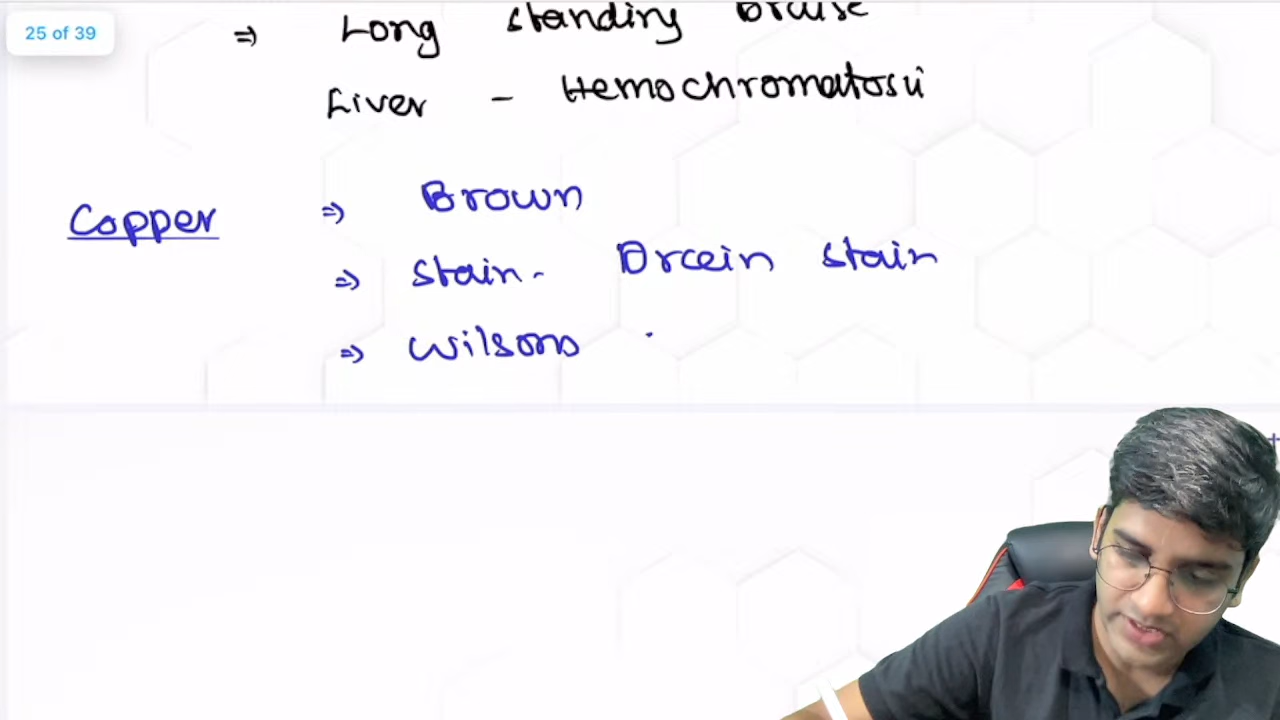 25 of 39
⇒ Long standing bruise
Liver - Hemochromatosis
Copper ⇒ Brown
⇒ Stain - Orcein stain
⇒ Wilsons